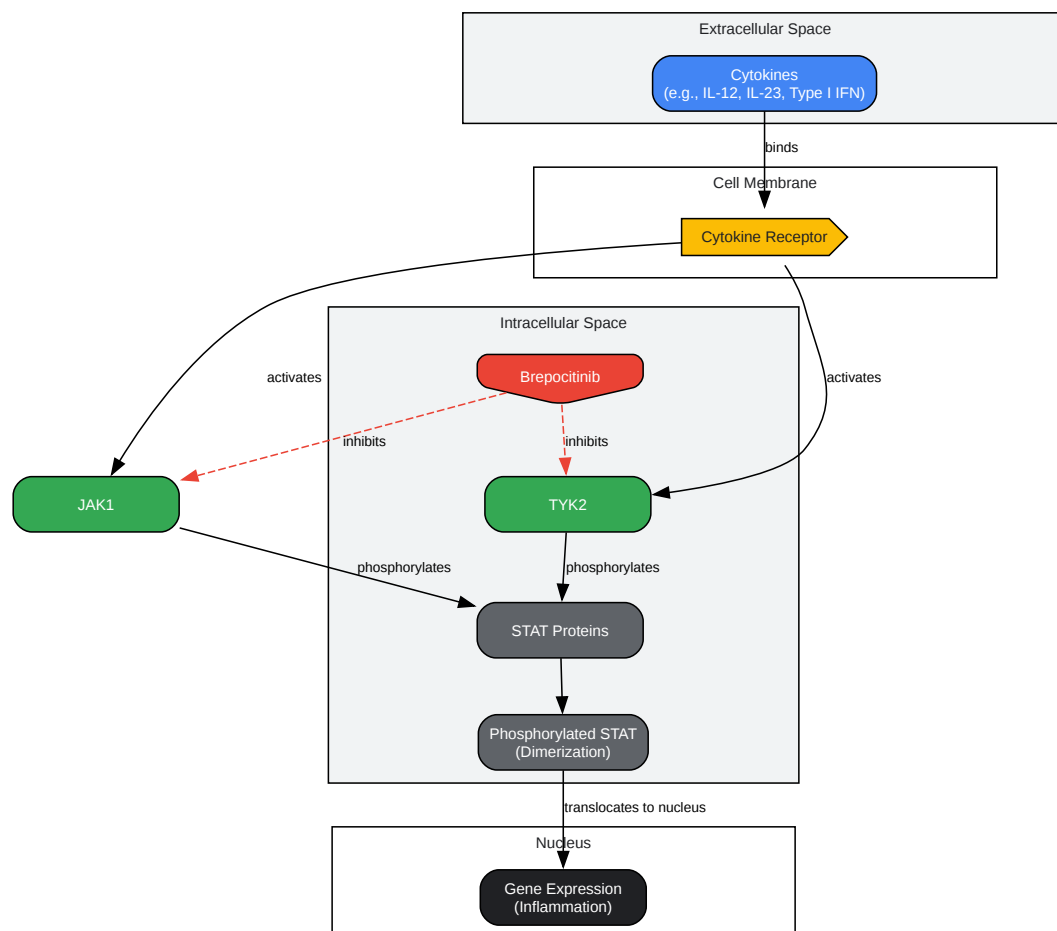 Extracellular Space
Cytokines
(e.g., IL-12, IL-23, Type I IFN)
binds
Cell Membrane
Cytokine Receptor
Intracellular Space
Brepocitinib
activates
activates
inhibits
inhibits
JAK1
TYK2
phosphorylates
phosphorylates
STAT Proteins
Phosphorylated STAT
(Dimerization)
translocates to nucleus
Nucleus
Gene Expression
(Inflammation)